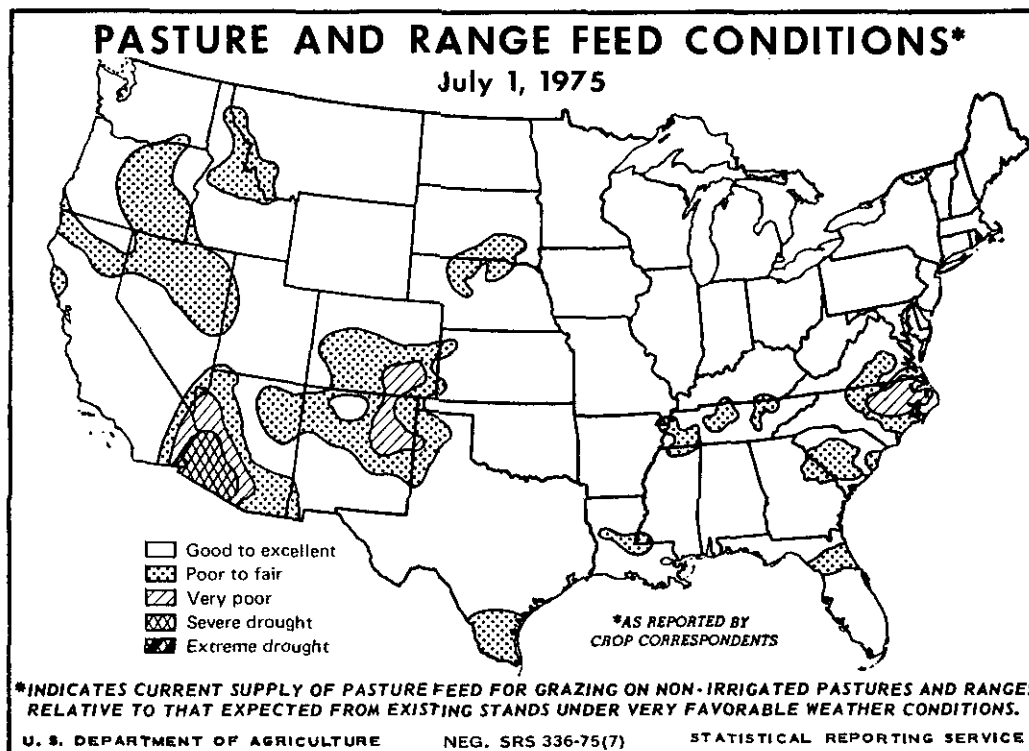 PASTURE AND RANGE FEED CONDITIONS*
July 1, 1975
Good to excellent
Poor to fair
Very poor
Severe drought
Extreme drought
*AS REPORTED BY
CROP CORRESPONDENTS
*INDICATES CURRENT SUPPLY OF PASTURE FEED FOR GRAZING ON NON-IRRIGATED PASTURES AND RANGES
RELATIVE TO THAT EXPECTED FROM EXISTING STANDS UNDER VERY FAVORABLE WEATHER CONDITIONS.
U. S. DEPARTMENT OF AGRICULTURE NEG. SRS 336-75(7) STATISTICAL REPORTING SERVICE